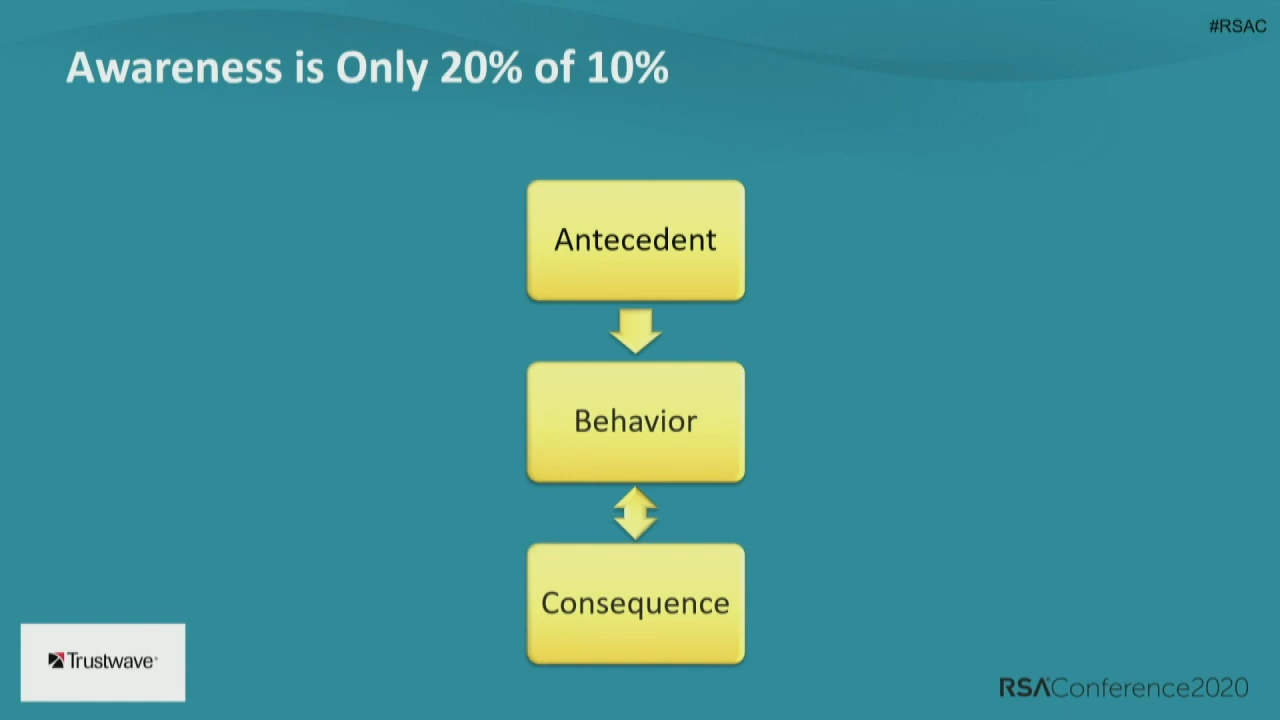 #RSAC
Awareness is Only 20% of 10%
Antecedent
Behavior
Consequence
Trustwave®
RSAConference2020